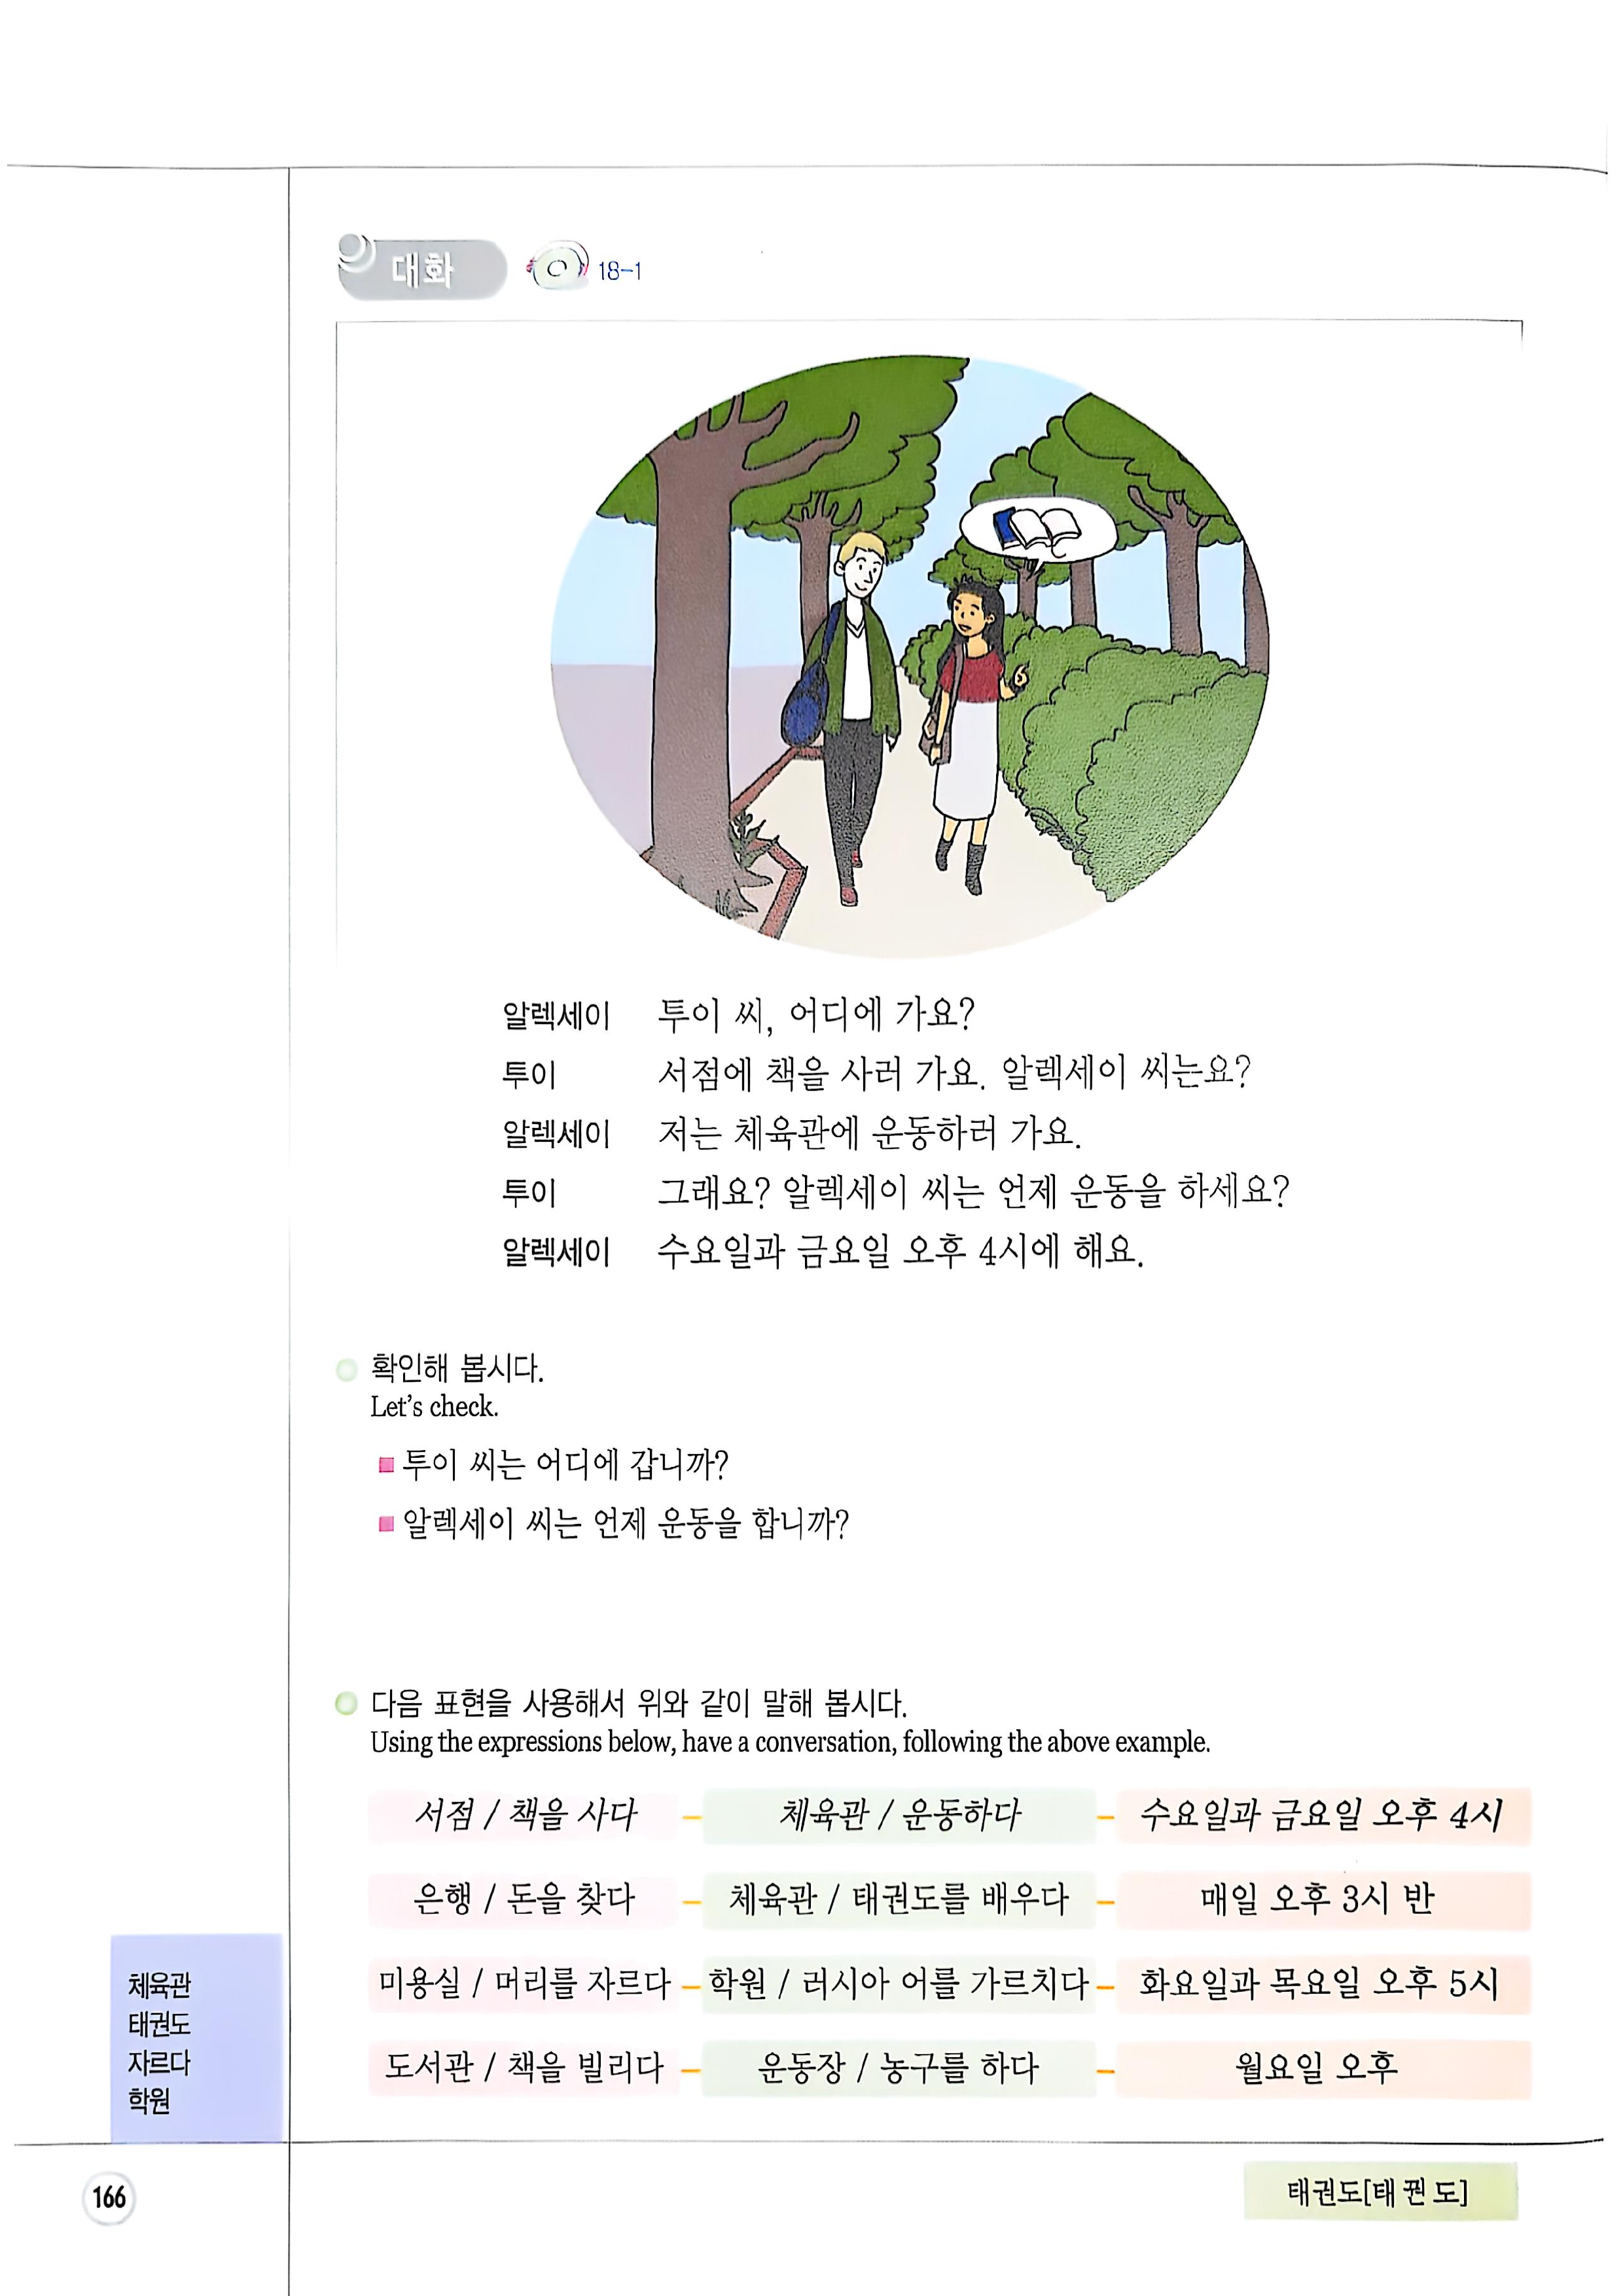 대화 18-1
알렉세이 투이 씨, 어디에 가요?
투이 서점에 책을 사러 가요. 알렉세이 씨는요?
알렉세이 저는 체육관에 운동하러 가요.
투이 그래요? 알렉세이 씨는 언제 운동을 하세요?
알렉세이 수요일과 금요일 오후 4시에 해요.
확인해 봅시다.
Let's check.
투이 씨는 어디에 갑니까?
알렉세이 씨는 언제 운동을 합니까?
다음 표현을 사용해서 위와 같이 말해 봅시다.
Using the expressions below, have a conversation, following the above example.
서점 / 책을 사다 – 체육관 / 운동하다 – 수요일과 금요일 오후 4시
은행 / 돈을 찾다 – 체육관 / 태권도를 배우다 – 매일 오후 3시 반
미용실 / 머리를 자르다 – 학원 / 러시아 어를 가르치다 – 화요일과 목요일 오후 5시
도서관 / 책을 빌리다 – 운동장 / 농구를 하다 – 월요일 오후
체육관
태권도
자르다
학원
166
태권도[태꿘도]